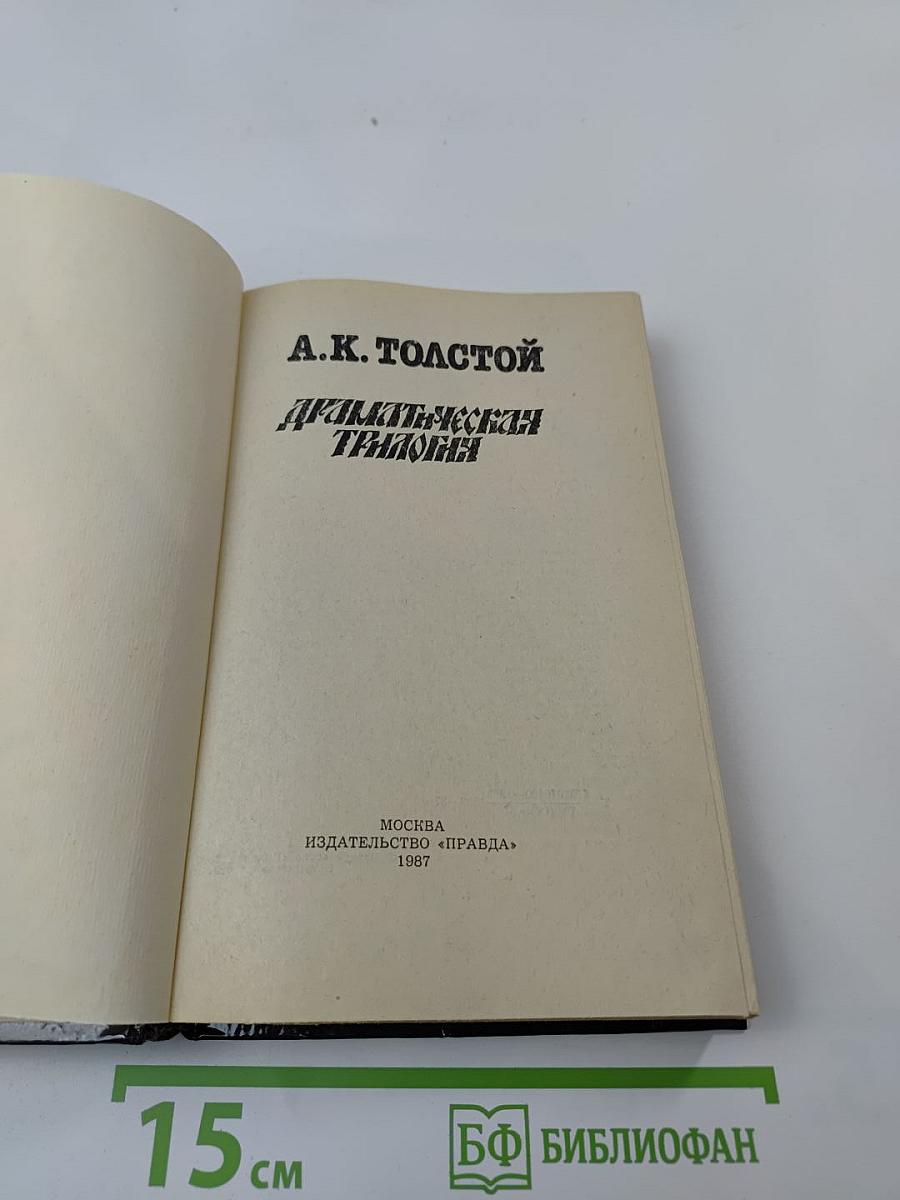 А.К. ТОЛСТОЙ
ДРАМАТИЧЕСКАЯ
ТРИЛОГИЯ
МОСКВА
ИЗДАТЕЛЬСТВО «ПРАВДА»
1987
15 см
БФ БИБЛИОФАН